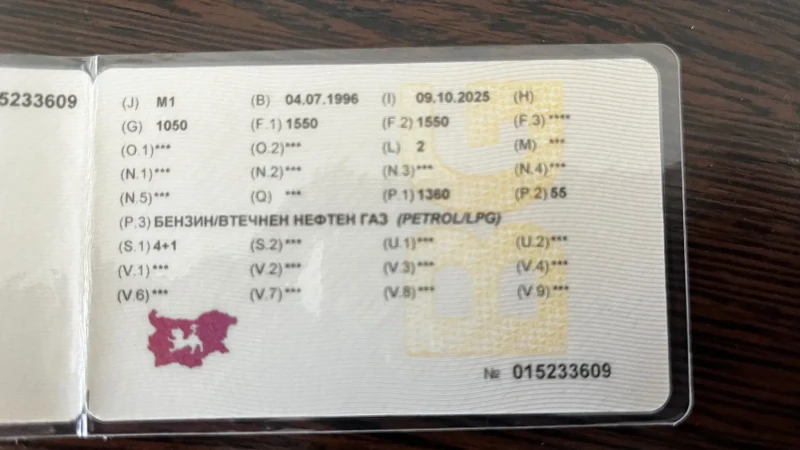 5233609
(J) M1 (B) 04.07.1996 (I) 09.10.2025 (H)
(G) 1050 (F.1) 1550 (F.2) 1550 (F.3) ****
(O.1)*** (O.2)*** (L) 2 (M) ***
(N.1)*** (N.2)*** (N.3)*** (N.4)***
(N.5)*** (Q) *** (P.1) 1360 (P.2) 55
(P.3) БЕНЗИН/ВТЕЧНЕН НЕФТЕН ГАЗ (PETROL/LPG)
(S.1) 4+1 (S.2)*** (U.1)*** (U.2)***
(V.1)*** (V.2)*** (V.3)*** (V.4)***
(V.6)*** (V.7)*** (V.8)*** (V.9)***
BG
№ 015233609